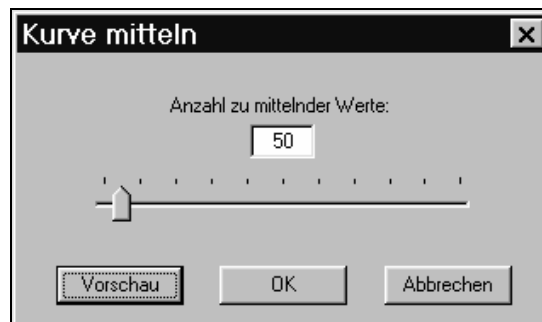 Kurve mitteln
Anzahl zu mittelnder Werte:
50
Vorschau OK Abbrechen